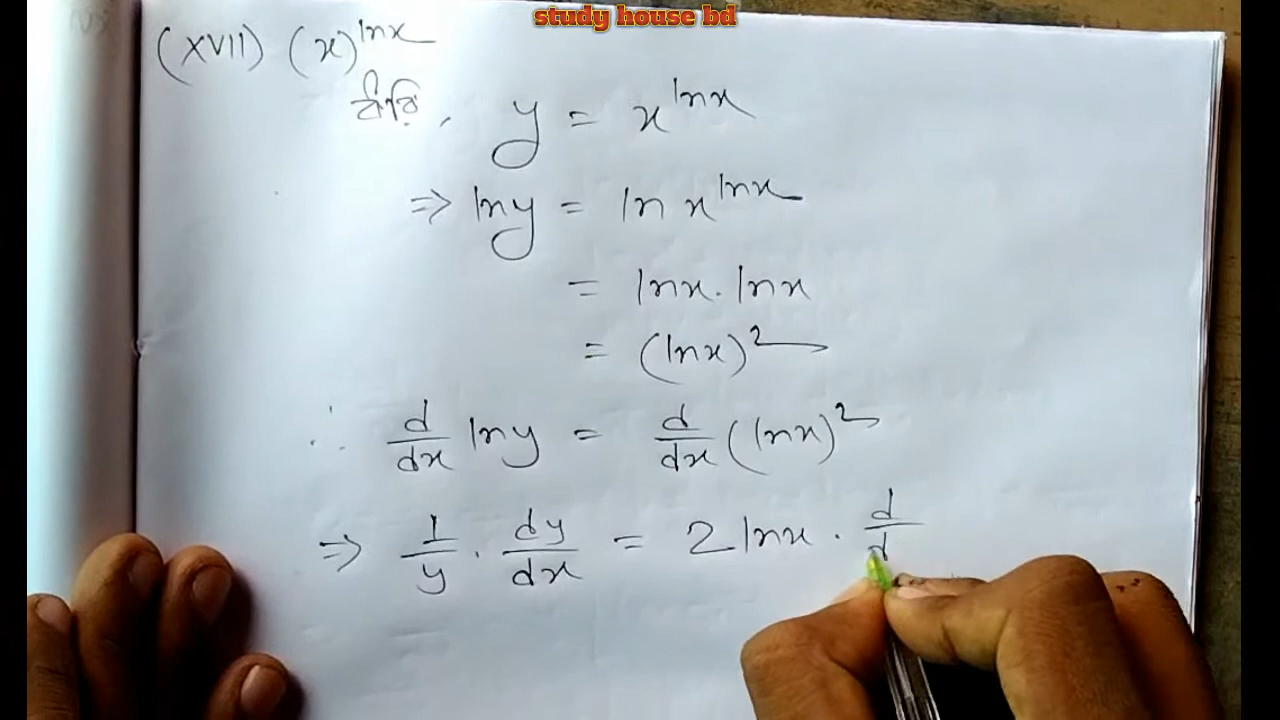 study house bd
(XVII) (x)^lnx
ধরি, y = x^lnx
⇒ lny = ln x^lnx
= lnx . lnx
= (lnx)^2
∴ d/dx lny = d/dx (lnx)^2
⇒ 1/y . dy/dx = 2 lnx . d/d